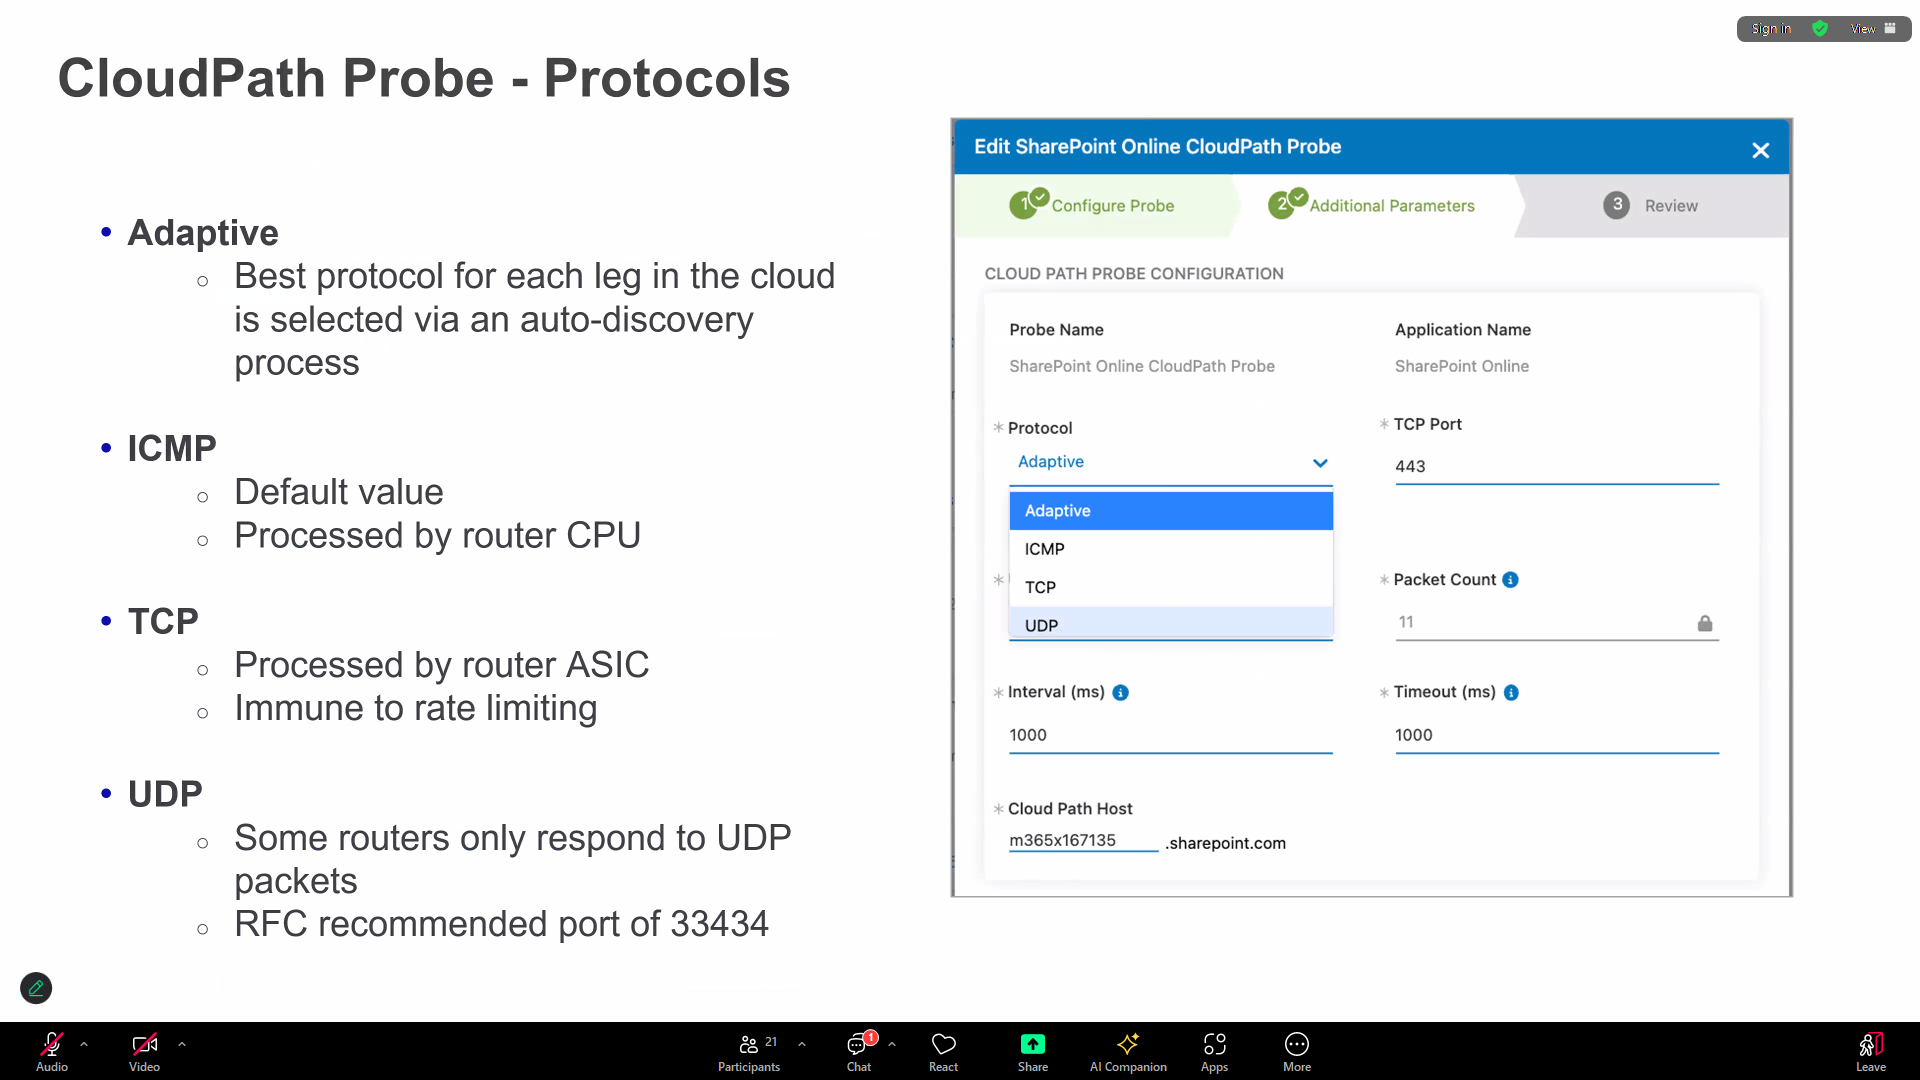 Sign in
View
CloudPath Probe - Protocols
• Adaptive
○ Best protocol for each leg in the cloud
is selected via an auto-discovery
process
• ICMP
○ Default value
○ Processed by router CPU
• TCP
○ Processed by router ASIC
○ Immune to rate limiting
• UDP
○ Some routers only respond to UDP
packets
○ RFC recommended port of 33434
Edit SharePoint Online CloudPath Probe
1 Configure Probe
2 Additional Parameters
3 Review
CLOUD PATH PROBE CONFIGURATION
Probe Name
Application Name
SharePoint Online CloudPath Probe
SharePoint Online
* Protocol
* TCP Port
Adaptive
443
Adaptive
ICMP
TCP
UDP
* Packet Count
11
* Interval (ms)
* Timeout (ms)
1000
1000
* Cloud Path Host
m365x167135 .sharepoint.com
Audio
Video
21
Participants
1
Chat
React
Share
AI Companion
Apps
More
Leave